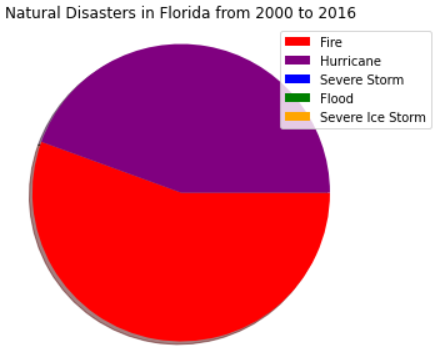 Natural Disasters in Florida from 2000 to 2016
Fire
Hurricane
Severe Storm
Flood
Severe Ice Storm